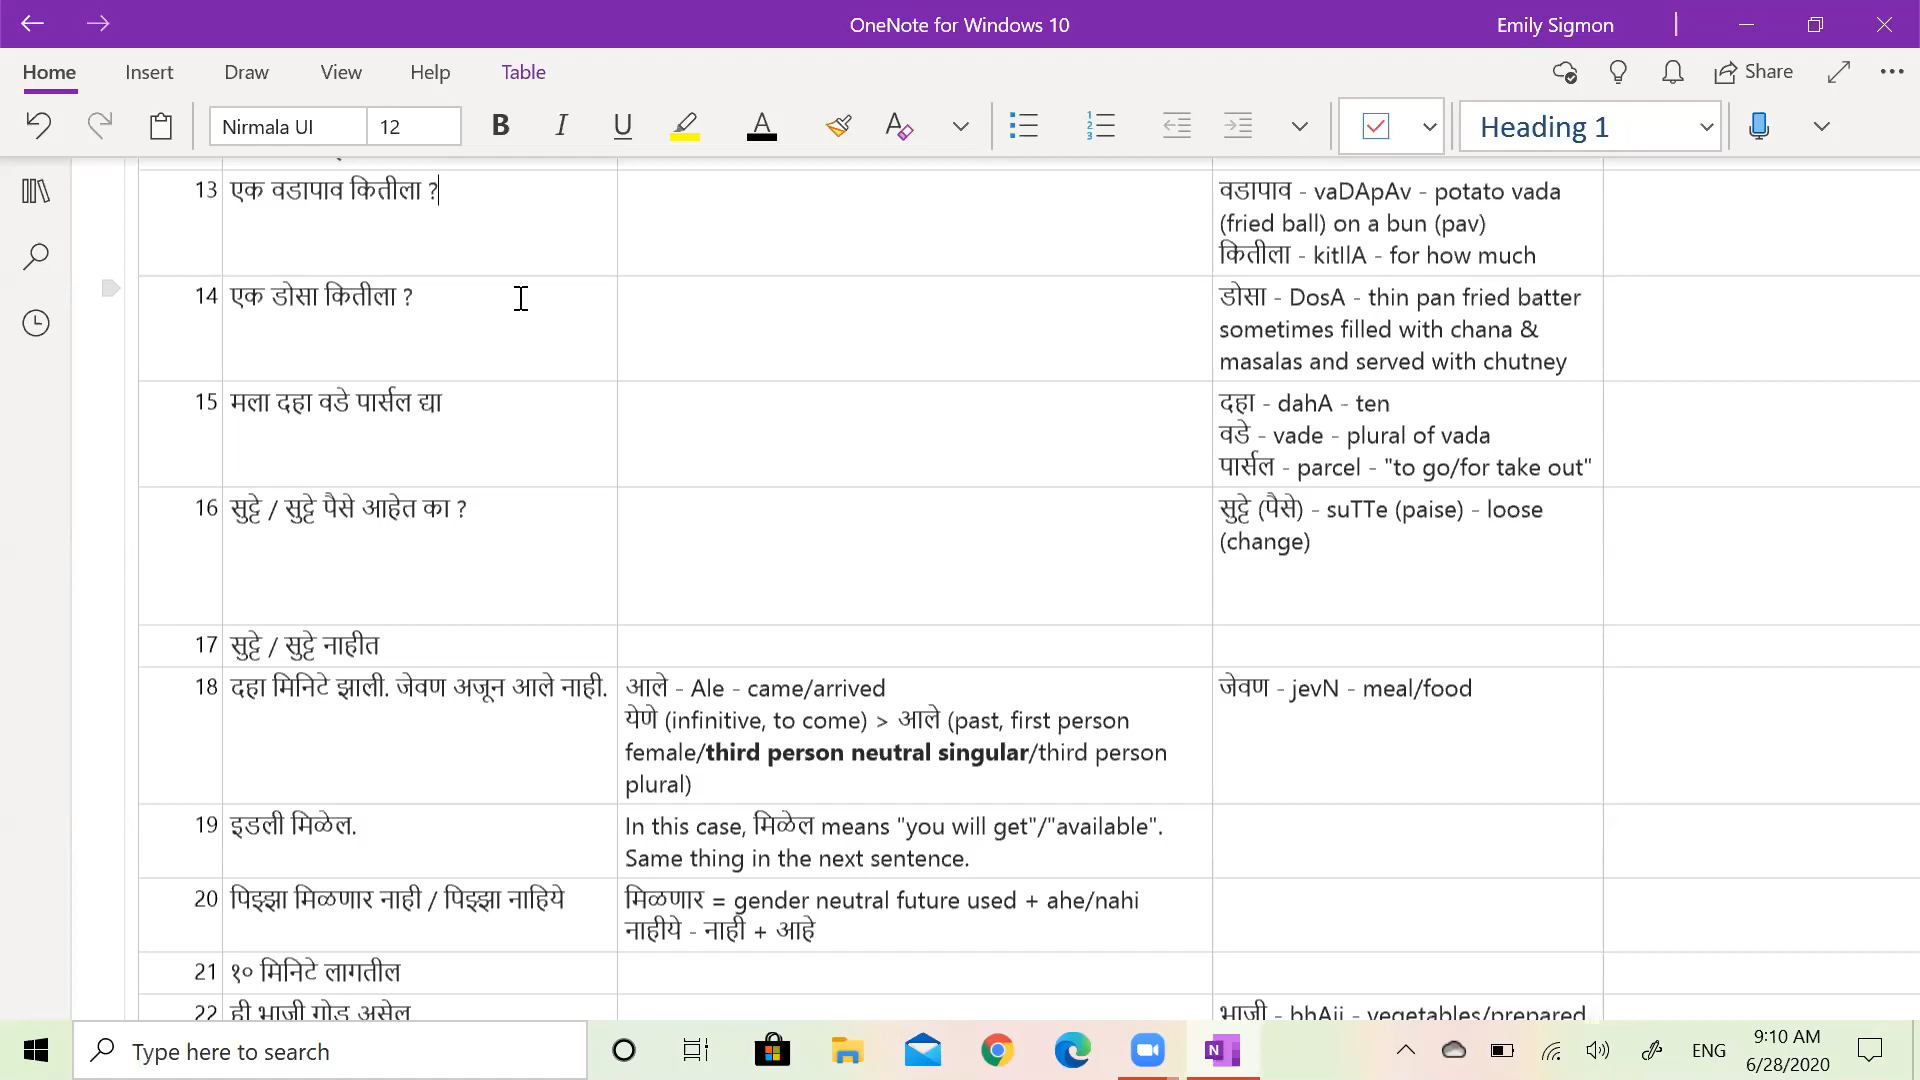 OneNote for Windows 10
Emily Sigmon
Home Insert Draw View Help Table
Share
Nirmala UI 12 B I U A A Heading 1
13 एक वडापाव कितीला ?
वडापाव - vaDApAv - potato vada
(fried ball) on a bun (pav)
कितीला - kitIlA - for how much
14 एक डोसा कितीला ?
डोसा - DosA - thin pan fried batter
sometimes filled with chana &
masalas and served with chutney
15 मला दहा वडे पार्सल द्या
दहा - dahA - ten
वडे - vade - plural of vada
पार्सल - parcel - "to go/for take out"
16 सुट्टे / सुट्टे पैसे आहेत का ?
सुट्टे (पैसे) - suTTe (paise) - loose
(change)
17 सुट्टे / सुट्टे नाहीत
18 दहा मिनिटे झाली. जेवण अजून आले नाही.
आले - Ale - came/arrived
येणे (infinitive, to come) > आले (past, first person
female/third person neutral singular/third person
plural)
जेवण - jevN - meal/food
19 इडली मिळेल.
In this case, मिळेल means "you will get"/"available".
Same thing in the next sentence.
20 पिझ्झा मिळणार नाही / पिझ्झा नाहिये
मिळणार = gender neutral future used + ahe/nahi
नाहीये - नाही + आहे
21 १० मिनिटे लागतील
22 ही भाजी गोड असेल
भाजी - bhAji - vegetables/prepared
Type here to search
ENG
9:10 AM
6/28/2020